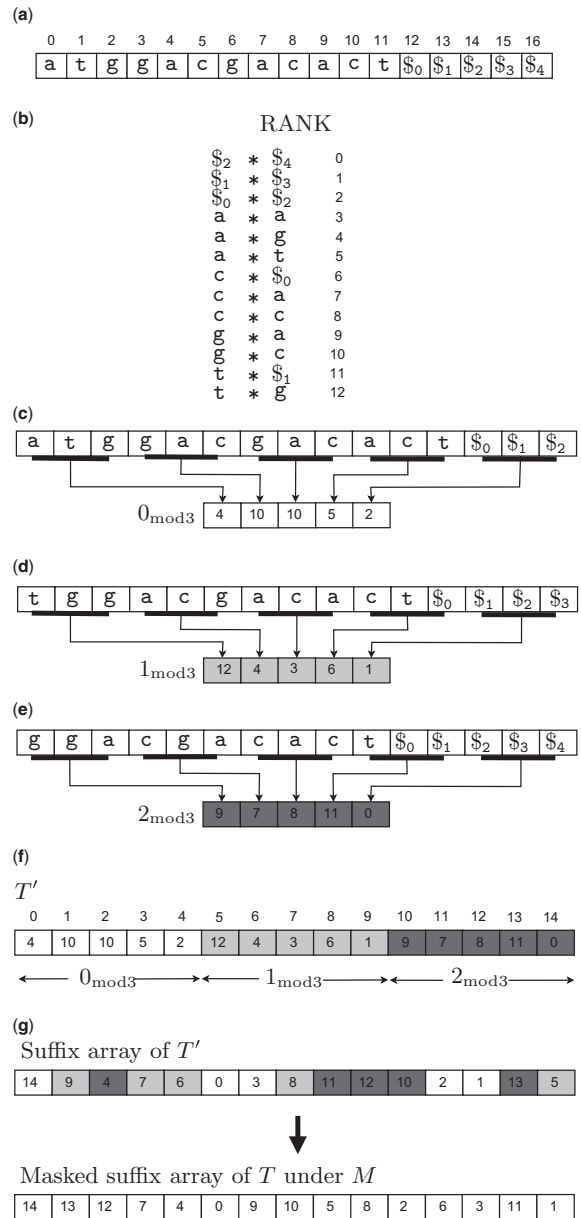 (a)
0 1 2 3 4 5 6 7 8 9 10 11 12 13 14 15 16
a t g g a c g a c a c t $0 $1 $2 $3 $4
(b)
RANK
$2 * $4 0
$1 * $3 1
$0 * $2 2
a * a 3
a * g 4
a * t 5
c * $0 6
c * a 7
c * c 8
g * a 9
g * c 10
t * $1 11
t * g 12
(c)
a t g g a c g a c a c t $0 $1 $2
0mod3 4 10 10 5 2
(d)
t g g a c g a c a c t $0 $1 $2 $3
1mod3 12 4 3 6 1
(e)
g g a c g a c a c t $0 $1 $2 $3 $4
2mod3 9 7 8 11 0
(f)
T′
0 1 2 3 4 5 6 7 8 9 10 11 12 13 14
4 10 10 5 2 12 4 3 6 1 9 7 8 11 0
0mod3 1mod3 2mod3
(g)
Suffix array of T′
14 9 4 7 6 0 3 8 11 12 10 2 1 13 5
Masked suffix array of T under M
14 13 12 7 4 0 9 10 5 8 2 6 3 11 1